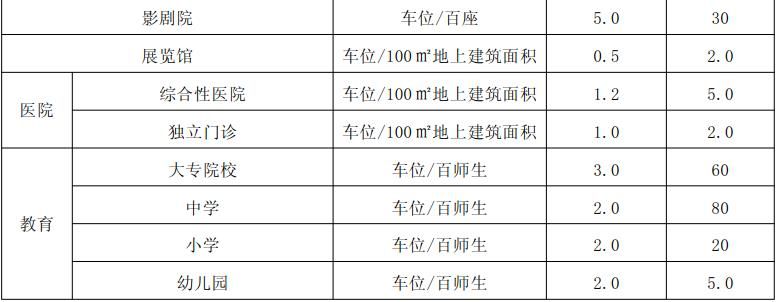 影剧院 车位/百座 5.0 30
展览馆 车位/100㎡地上建筑面积 0.5 2.0
医院 综合性医院 车位/100㎡地上建筑面积 1.2 5.0
独立门诊 车位/100㎡地上建筑面积 1.0 2.0
教育 大专院校 车位/百师生 3.0 60
中学 车位/百师生 2.0 80
小学 车位/百师生 2.0 20
幼儿园 车位/百师生 2.0 5.0